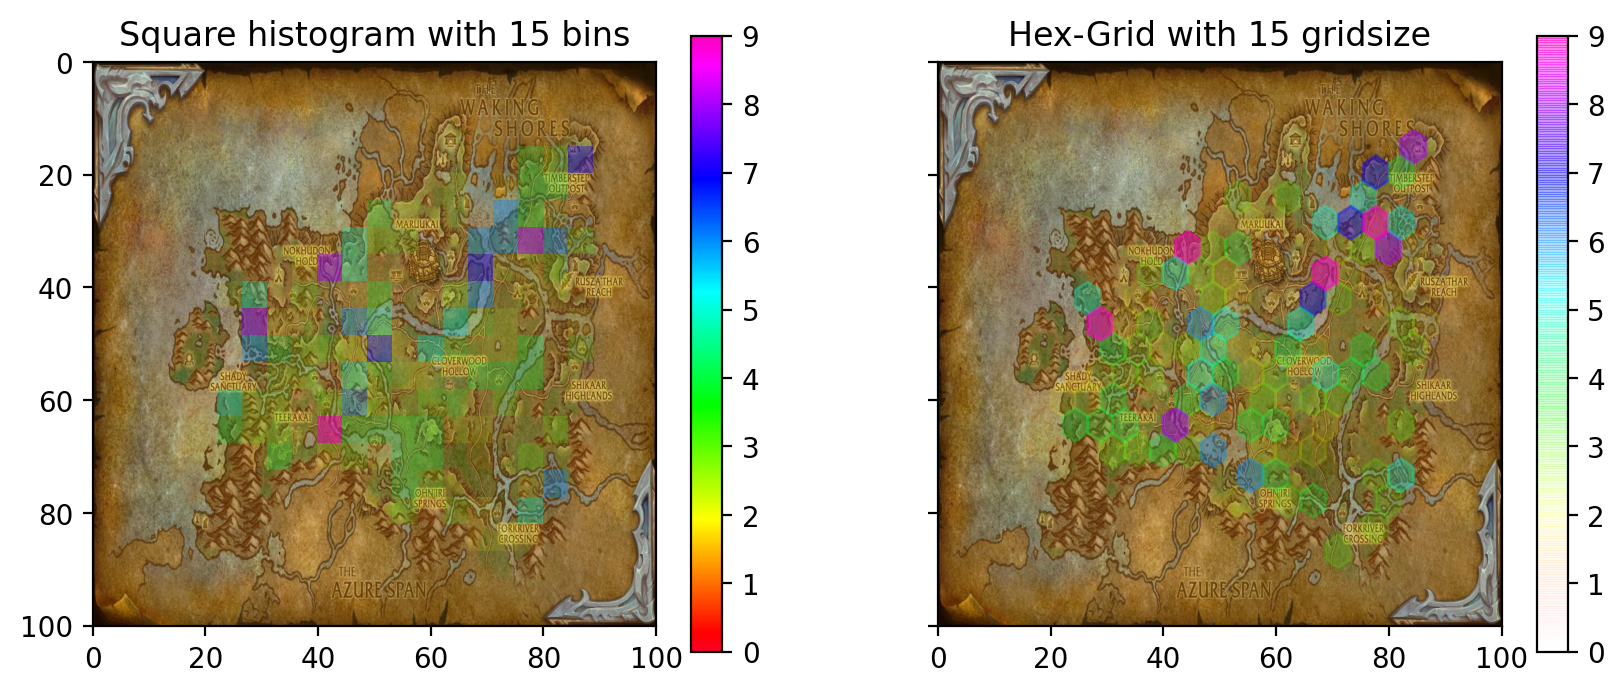 Square histogram with 15 bins
9
8
7
6
5
4
3
2
1
0
0
20
40
60
80
100
0
20
40
60
80
100
THE
WAKING
SHORES
TIMBERSTEP
OUTPOST
MARUUKAI
NOKHUDON
HOLD
RUSZA'THAR
REACH
CLOVERWOOD
HOLLOW
SHADY
SANCTUARY
SHIKAAR
HIGHLANDS
TEERAKAI
OHN'IRI
SPRINGS
FORKRIVER
CROSSING
THE
AZURE SPAN
Hex-Grid with 15 gridsize
9
8
7
6
5
4
3
2
1
0
0
20
40
60
80
100
THE
WAKING
SHORES
TIMBERSTEP
OUTPOST
MARUUKAI
NOKHUDON
HOLD
RUSZA'THAR
REACH
CLOVERWOOD
HOLLOW
SHADY
SANCTUARY
SHIKAAR
HIGHLANDS
TEERAKAI
OHN'IRI
SPRINGS
FORKRIVER
CROSSING
THE
AZURE SPAN